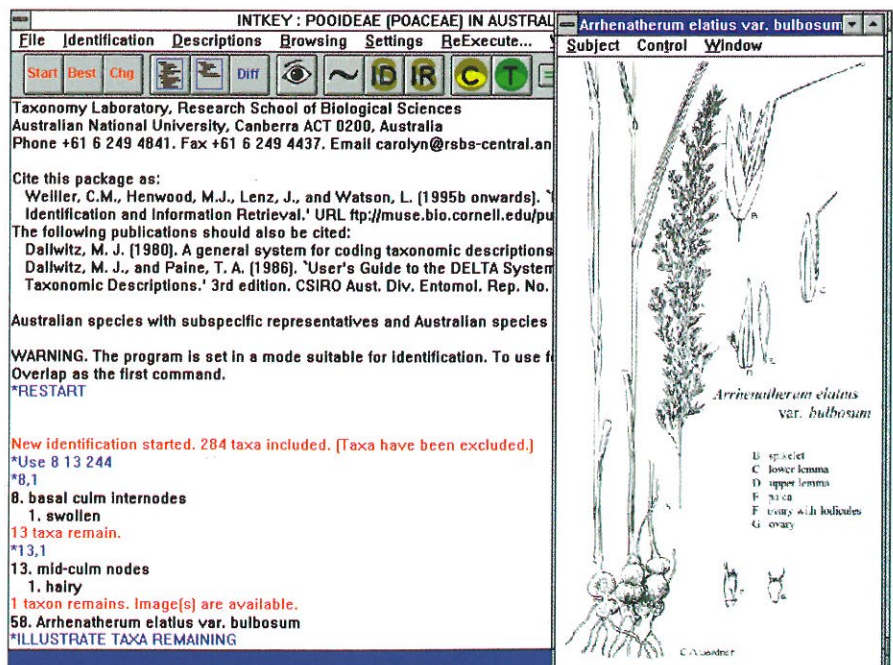 INTKEY : POOIDEAE (POACEAE) IN AUSTRAL
File Identification Descriptions Browsing Settings ReExecute...
Start Best Chg Diff ID IR C T
Taxonomy Laboratory, Research School of Biological Sciences
Australian National University, Canberra ACT 0200, Australia
Phone +61 6 249 4841. Fax +61 6 249 4437. Email carolyn@rsbs-central.an
Cite this package as:
Weiller, C.M., Henwood, M.J., Lenz, J., and Watson, L. (1995b onwards). `
Identification and Information Retrieval.' URL ftp://muse.bio.cornell.edu/pu
The following publications should also be cited:
Dallwitz, M. J. (1980). A general system for coding taxonomic descriptions
Dallwitz, M. J., and Paine, T. A. (1986). `User's Guide to the DELTA System
Taxonomic Descriptions.' 3rd edition. CSIRO Aust. Div. Entomol. Rep. No.
Australian species with subspecific representatives and Australian species
WARNING. The program is set in a mode suitable for identification. To use f
Overlap as the first command.
*RESTART
New identification started. 284 taxa included. (Taxa have been excluded.)
*Use 8 13 244
*8,1
8. basal culm internodes
1. swollen
13 taxa remain.
*13,1
13. mid-culm nodes
1. hairy
1 taxon remains. Image(s) are available.
58. Arrhenatherum elatius var. bulbosum
*ILLUSTRATE TAXA REMAINING
Arrhenatherum elatius var. bulbosum
Subject Control Window
B
C
D
E
Arrhenatherum elatius
var. bulbosum
B spikelet
C lower lemma
D upper lemma
E palea
F ovary with lodicules
G ovary
F
G